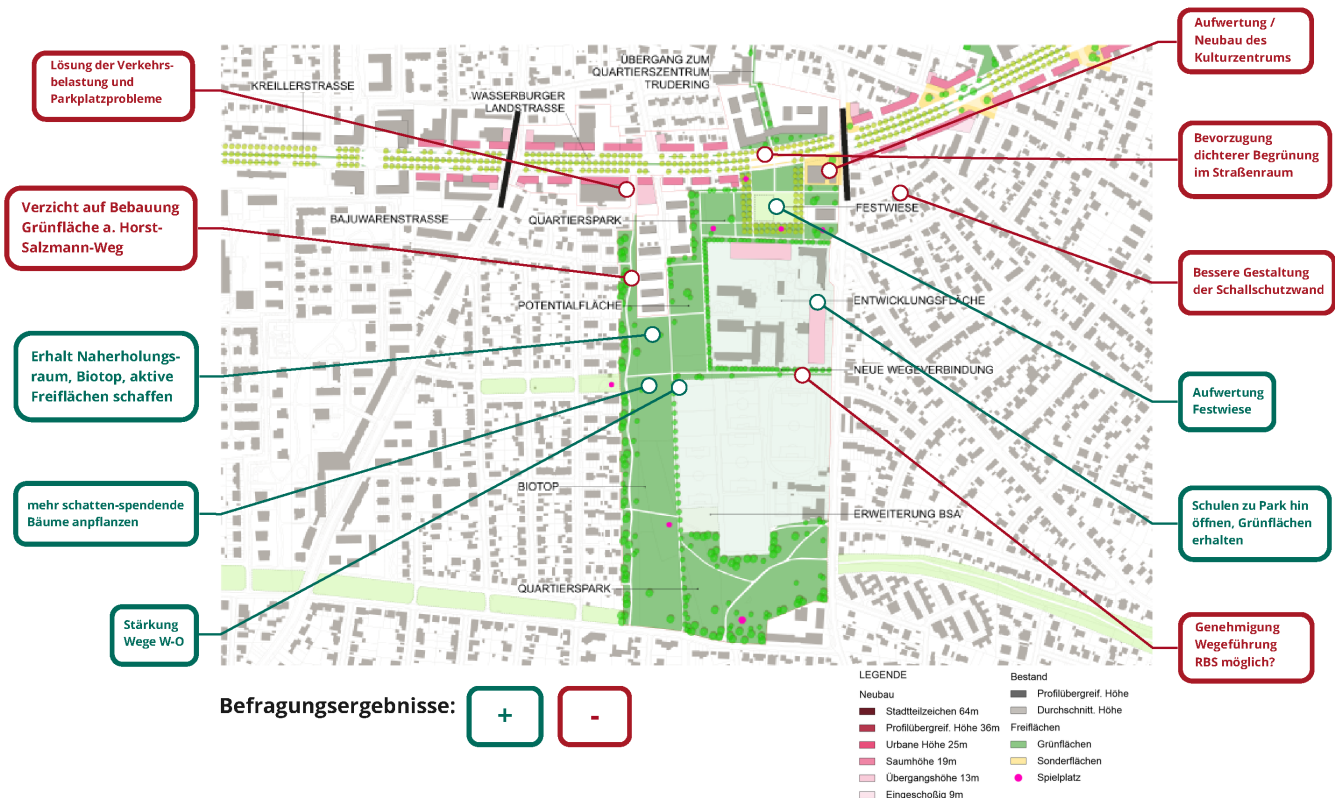 Lösung der Verkehrs-
belastung und
Parkplatzprobleme
Verzicht auf Bebauung
Grünfläche a. Horst-
Salzmann-Weg
Erhalt Naherholungs-
raum, Biotop, aktive
Freiflächen schaffen
mehr schatten-spendende
Bäume anpflanzen
Stärkung
Wege W-O
KREILLERSTRASSE
WASSERBURGER
LANDSTRASSE
ÜBERGANG ZUM
QUARTIERSZENTRUM
TRUDERING
BAJUWARENSTRASSE
QUARTIERSPARK
FESTWIESE
POTENTIALFLÄCHE
ENTWICKLUNGSFLÄCHE
NEUE WEGEVERBINDUNG
BIOTOP
ERWEITERUNG BSA
QUARTIERSPARK
Aufwertung /
Neubau des
Kulturzentrums
Bevorzugung
dichterer Begrünung
im Straßenraum
Bessere Gestaltung
der Schallschutzwand
Aufwertung
Festwiese
Schulen zu Park hin
öffnen, Grünflächen
erhalten
Genehmigung
Wegeführung
RBS möglich?
Befragungsergebnisse:
+
-
LEGENDE
Neubau
Stadtteilzeichen 64m
Profilübergreif. Höhe 36m
Urbane Höhe 25m
Saumhöhe 19m
Übergangshöhe 13m
Eingeschoßig 9m
Bestand
Profilübergreif. Höhe
Durchschnitt. Höhe
Freiflächen
Grünflächen
Sonderflächen
Spielplatz